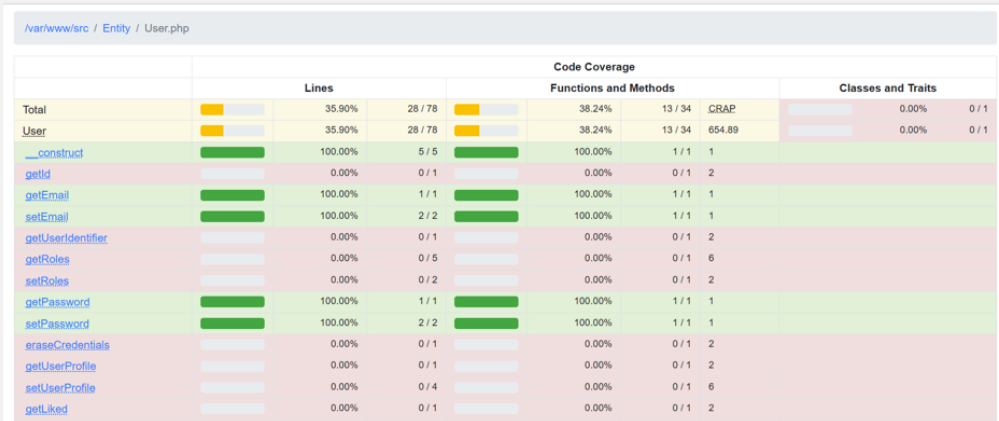 /var/www/src / Entity / User.php
Code Coverage
Lines Functions and Methods Classes and Traits
Total 35.90% 28 / 78 38.24% 13 / 34 CRAP 0.00% 0 / 1
User 35.90% 28 / 78 38.24% 13 / 34 654.89 0.00% 0 / 1
__construct 100.00% 5 / 5 100.00% 1 / 1 1
getId 0.00% 0 / 1 0.00% 0 / 1 2
getEmail 100.00% 1 / 1 100.00% 1 / 1 1
setEmail 100.00% 2 / 2 100.00% 1 / 1 1
getUserIdentifier 0.00% 0 / 1 0.00% 0 / 1 2
getRoles 0.00% 0 / 5 0.00% 0 / 1 6
setRoles 0.00% 0 / 2 0.00% 0 / 1 2
getPassword 100.00% 1 / 1 100.00% 1 / 1 1
setPassword 100.00% 2 / 2 100.00% 1 / 1 1
eraseCredentials 0.00% 0 / 1 0.00% 0 / 1 2
getUserProfile 0.00% 0 / 1 0.00% 0 / 1 2
setUserProfile 0.00% 0 / 4 0.00% 0 / 1 6
getLiked 0.00% 0 / 1 0.00% 0 / 1 2